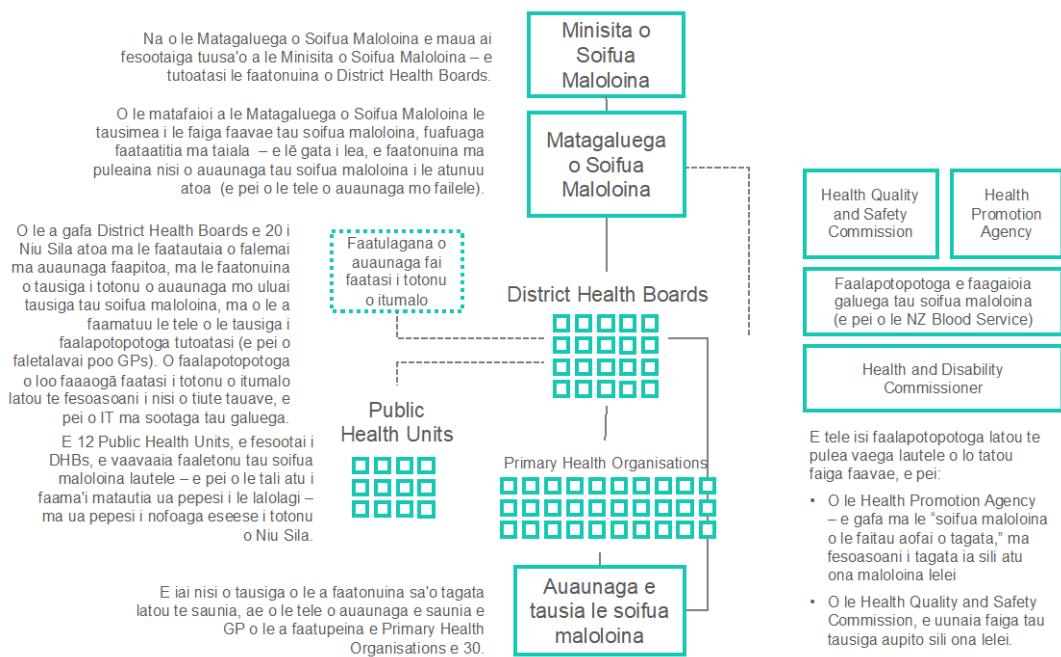 Na o le Matagaluega o Soifua Maloloina e maua ai
fesootaiga tuusa'o a le Minisita o Soifua Maloloina – e
tutoatasi le faatonuina o District Health Boards.
Minisita o
Soifua
Maloloina
O le matafaioi a le Matagaluega o Soifua Maloloina le
tausimea i le faiga faavae tau soifua maloloina, fuafuaga
faataatitia ma taiala – e lē gata i lea, e faatonuina ma
puleaina nisi o auaunaga tau soifua maloloina i le atunuu
atoa (e pei o le tele o auaunaga mo failele).
Matagaluega
o Soifua
Maloloina
O le a gafa District Health Boards e 20 i
Niu Sila atoa ma le faatautaia o falemai
ma auaunaga faapitoa, ma le faatonuina
o tausiga i totonu o auaunaga mo uluai
tausiga tau soifua maloloina, ma o le a
faamatuu le tele o le tausiga i
faalapotopotoga tutoatasi (e pei o
faletalavai poo GPs). O faalapotopotoga
o loo faaaogā faatasi i totonu o itumalo
latou te fesoasoani i nisi o tiute tauave, e
pei o IT ma sootaga tau galuega.
Faatulagana o
auaunaga fai
faatasi i totonu
o itumalo
District Health Boards
E 12 Public Health Units, e fesootai i
DHBs, e vaavaaia faaletonu tau soifua
maloloina lautele – e pei o le tali atu i
faama'i matautia ua pepesi i le lalolagi –
ma ua pepesi i nofoaga eseese i totonu
o Niu Sila.
Public
Health Units
Primary Health Organisations
E iai nisi o tausiga o le a faatonuina sa'o tagata
latou te saunia, ae o le tele o auaunaga e saunia e
GP o le a faatupeina e Primary Health
Organisations e 30.
Auaunaga e
tausia le soifua
maloloina
Health Quality
and Safety
Commission
Health
Promotion
Agency
Faalapotopotoga e faagaioia
galuega tau soifua maloloina
(e pei o le NZ Blood Service)
Health and Disability
Commissioner
E tele isi faalapotopotoga latou te
pulea vaega lautele o lo tatou
faiga faavae, e pei:
• O le Health Promotion Agency
– e gafa ma le “soifua maloloina
o le faitau aofai o tagata,” ma
fesoasoani i tagata ia sili atu
ona maloloina lelei
• O le Health Quality and Safety
Commission, e uunaia faiga tau
tausiga aupito sili ona lelei.